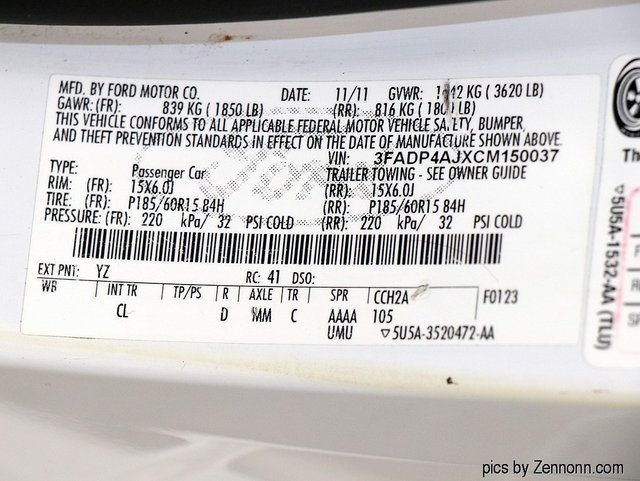 MFD. BY FORD MOTOR CO. DATE: 11/11 GVWR: KG ( 3620 LB)
GAWR: (FR): 839 KG ( 1850 LB) (RR): 816 KG ( LB)
THIS VEHICLE CONFORMS TO ALL APPLICABLE FEDERAL MOTOR VEHICLE BUMPER,
AND THEFT PREVENTION STANDARDS IN EFFECT ON THE DATE OF MANUFACTURE SHOWN ABOVE.
VIN: 3FADP4AJXCM150037
TYPE: Passenger Car TRAILER TOWING - SEE OWNER GUIDE
RIM: (FR): 15X6.0J (RR): 15X6.0J
TIRE: (FR): P185/60R15 84H (RR): P185/60R15 84H
PRESSURE: (FR): 220 kPa/ 32 PSI COLD (RR): 220 kPa/ 32 PSI COLD
EXT PNT: YZ RC: 41 DSO:
WB INT TR TP/PS R AXLE TR SPR CCH2A F0123
CL D MM C AAAA 105
UMU ▽5U5A-3520472-AA
▽5U5A-1532-AA (TLU)
pics by Zennonn.com